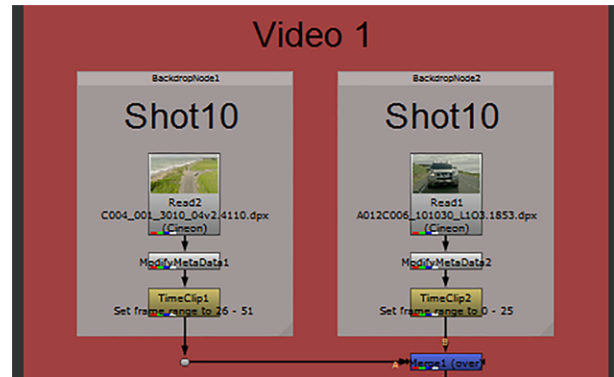 Video 1
BackdropNode1
Shot10
Read2
C004_001_3010_04v2.4110.dpx
(Cineon)
ModifyMetaData1
TimeClip1
Set frame range to 26 - 51
BackdropNode2
Shot10
Read1
A012C006_101030_L1O3.1853.dpx
(Cineon)
ModifyMetaData2
TimeClip2
Set frame range to 0 - 25
B
A
Merge1 (over)